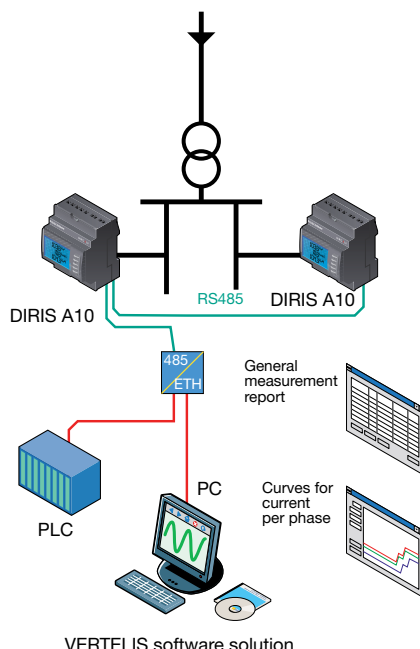 RS485
DIRIS A10
DIRIS A10
485
ETH
General
measurement
report
PC
Curves for
current
per phase
PLC
VERTELIS software solution